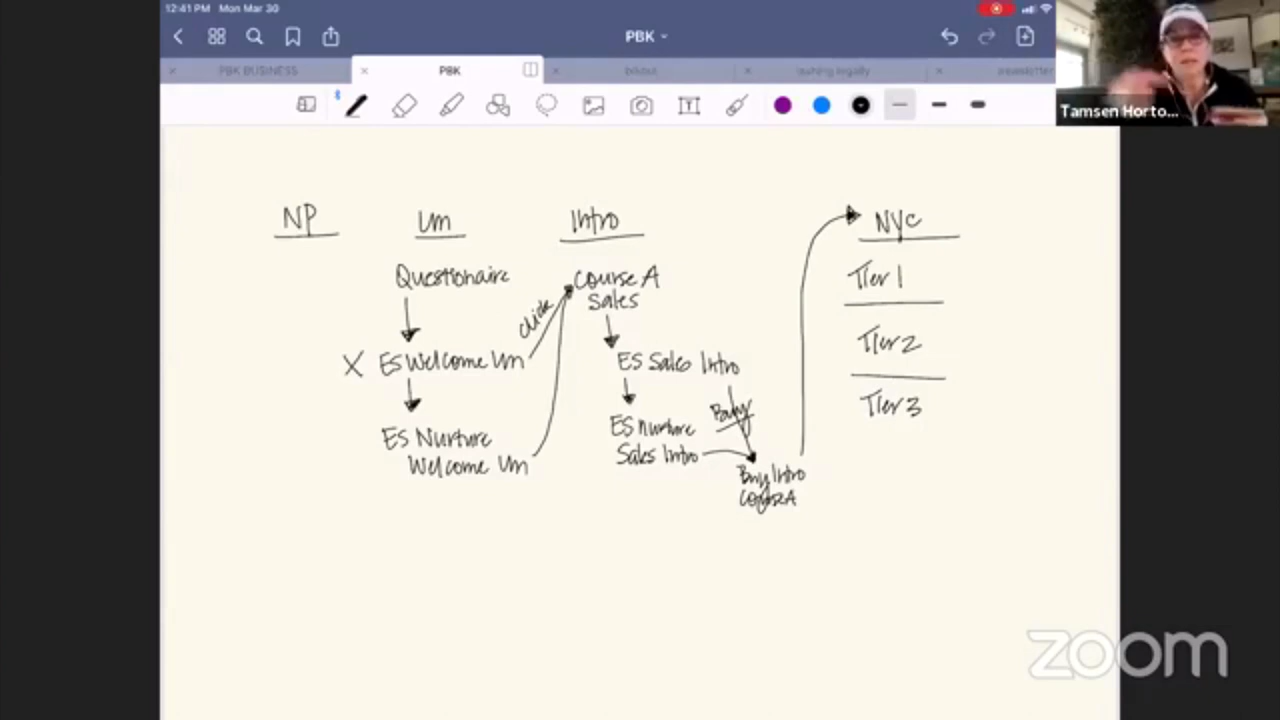 12:41 PM Mon Mar 30
PBK
PBK BUSINESS
PBK
newsletter
Tamsen Horto...
NP
Um
Intro
NYC
Questionaire
Course A
Sales
Tier 1
click
X ES Welcome Um
ES Sales Intro
Tier 2
ES Nurture
Welcome Um
ES nurture
Sales Intro
Buy
Tier 3
Buy Intro
Course A
zoom